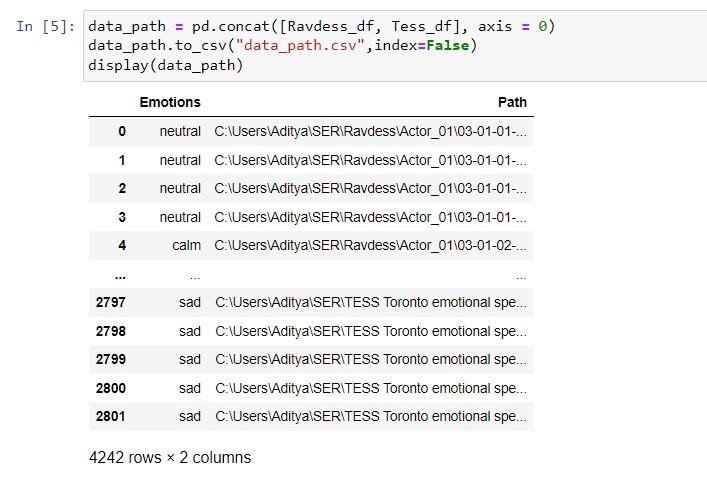 In [5]: data_path = pd.concat([Ravdess_df, Tess_df], axis = 0)
data_path.to_csv("data_path.csv",index=False)
display(data_path)
Emotions Path
0 neutral C:\Users\Aditya\SER\Ravdess\Actor_01\03-01-01-...
1 neutral C:\Users\Aditya\SER\Ravdess\Actor_01\03-01-01-...
2 neutral C:\Users\Aditya\SER\Ravdess\Actor_01\03-01-01-...
3 neutral C:\Users\Aditya\SER\Ravdess\Actor_01\03-01-01-...
4 calm C:\Users\Aditya\SER\Ravdess\Actor_01\03-01-02-...
... ... ...
2797 sad C:\Users\Aditya\SER\TESS Toronto emotional spe...
2798 sad C:\Users\Aditya\SER\TESS Toronto emotional spe...
2799 sad C:\Users\Aditya\SER\TESS Toronto emotional spe...
2800 sad C:\Users\Aditya\SER\TESS Toronto emotional spe...
2801 sad C:\Users\Aditya\SER\TESS Toronto emotional spe...
4242 rows × 2 columns